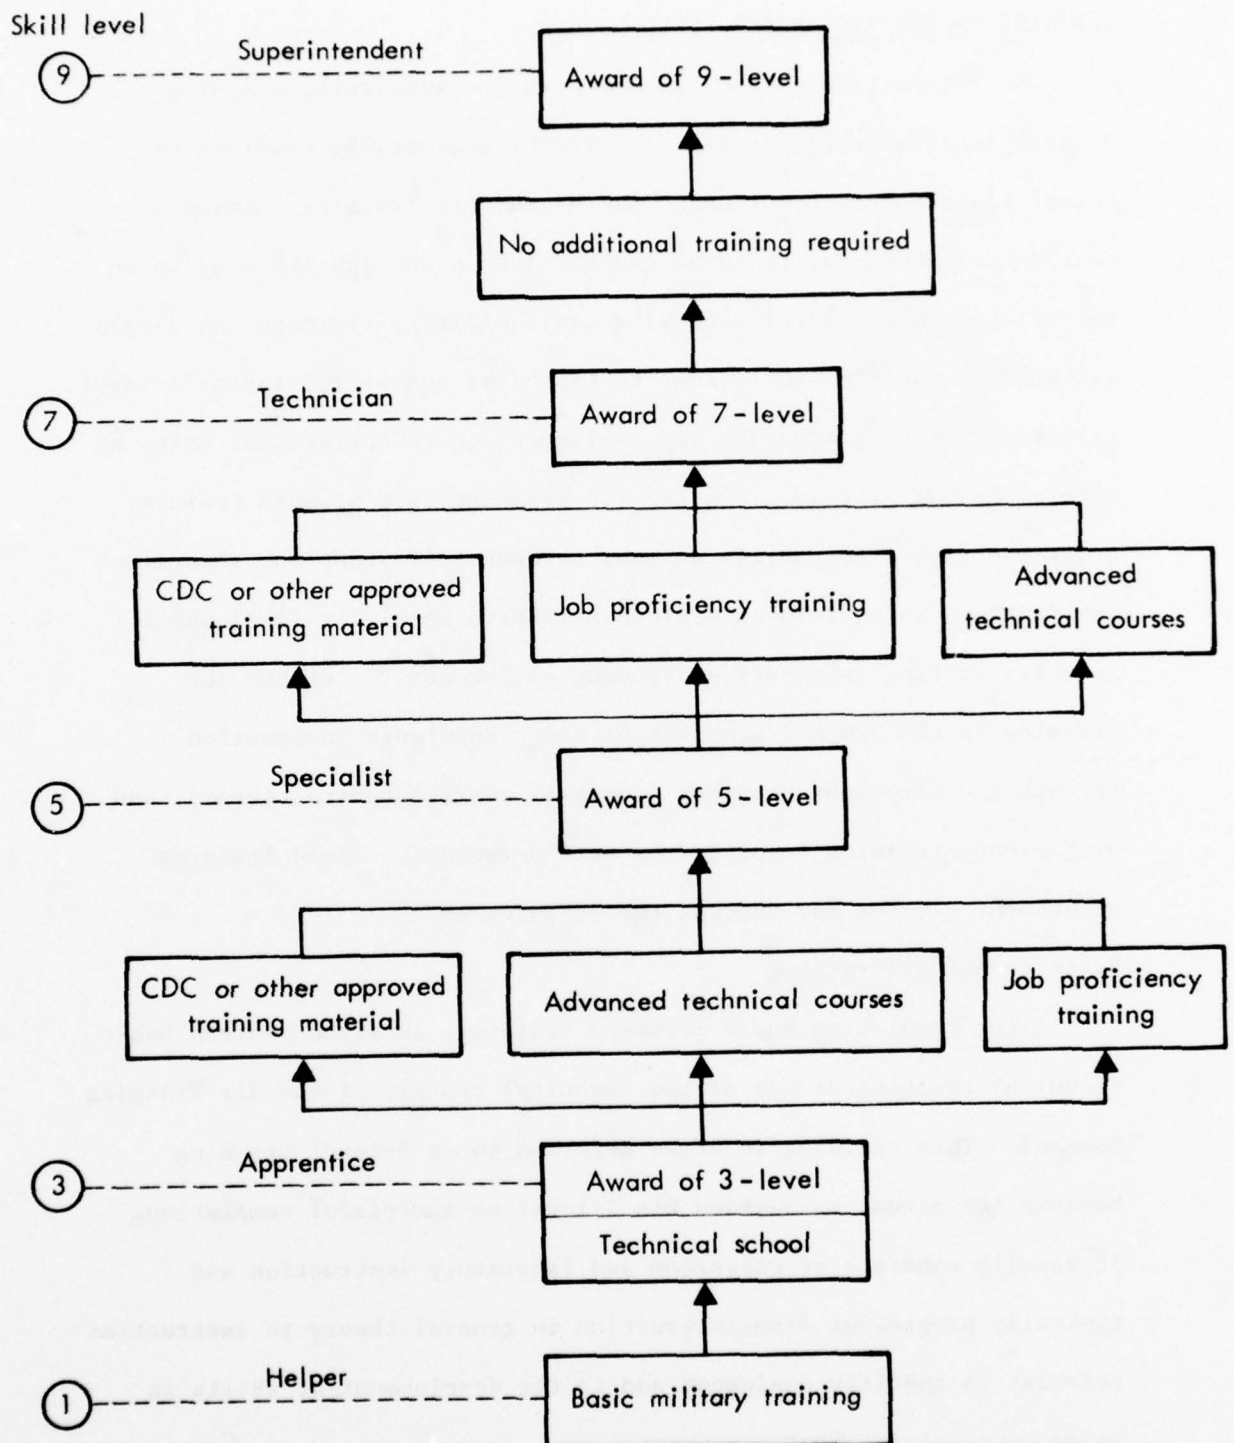 Skill level
Superintendent
9
Award of 9-level
No additional training required
Technician
7
Award of 7-level
CDC or other approved
training material
Job proficiency training
Advanced
technical courses
Specialist
5
Award of 5-level
CDC or other approved
training material
Advanced technical courses
Job proficiency
training
Apprentice
3
Award of 3-level
Technical school
Helper
1
Basic military training